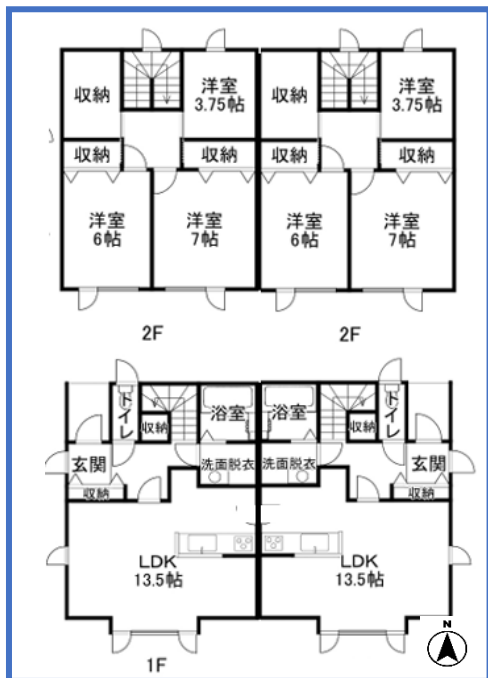 収納
洋室
3.75帖
収納
洋室
3.75帖
収納
収納
収納
収納
洋室
6帖
洋室
7帖
洋室
6帖
洋室
7帖
2F
2F
トイレ
収納
浴室
浴室
収納
トイレ
玄関
洗面脱衣
洗面脱衣
玄関
収納
収納
LDK
13.5帖
LDK
13.5帖
1F
N